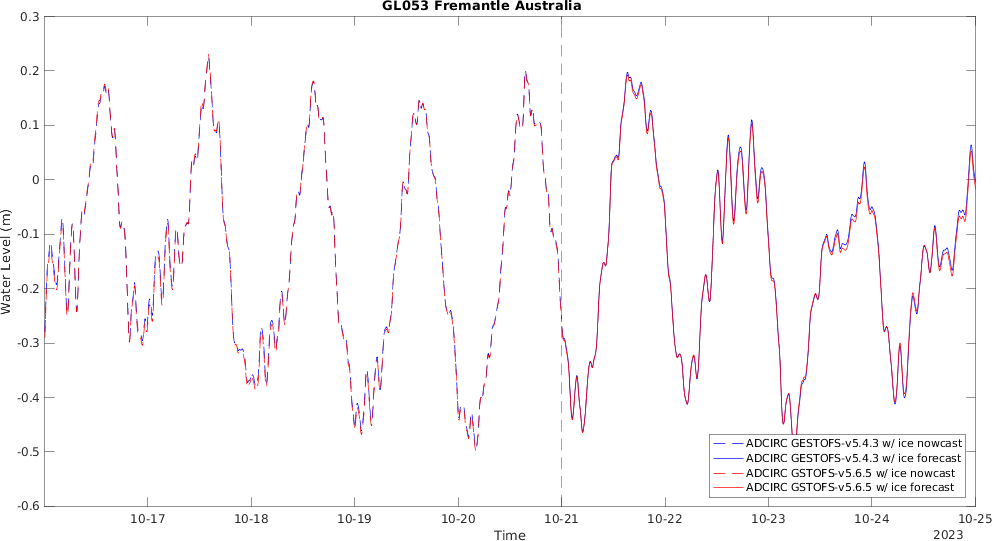 GL053 Fremantle Australia
0.3
0.2
0.1
0
-0.1
-0.2
-0.3
-0.4
-0.5
-0.6
Water Level (m)
ADCIRC GESTOFS-v5.4.3 w/ ice nowcast
ADCIRC GESTOFS-v5.4.3 w/ ice forecast
ADCIRC GSTOFS-v5.6.5 w/ ice nowcast
ADCIRC GSTOFS-v5.6.5 w/ ice forecast
10-17 10-18 10-19 10-20 10-21 10-22 10-23 10-24 10-25
Time
2023